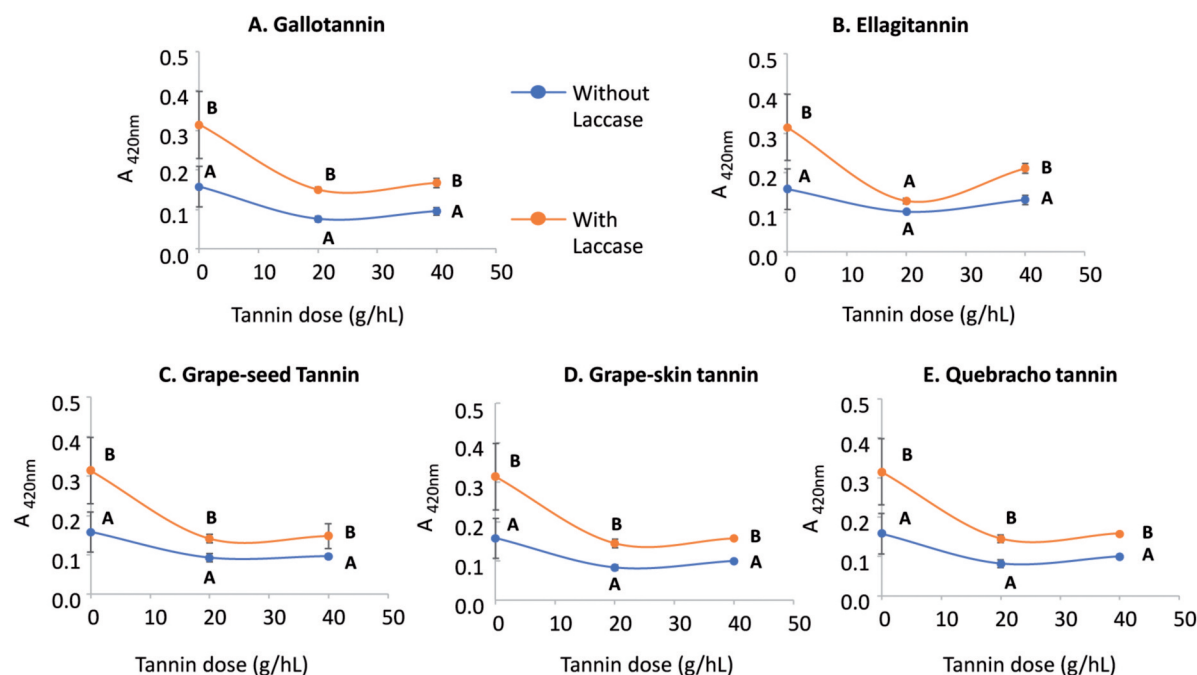 A. Gallotannin
0.5
0.4
0.3
0.2
0.1
0.0
A 420nm
B
A
B
A
B
A
0 10 20 30 40 50
Tannin dose (g/hL)
Without
Laccase
With
Laccase
B. Ellagitannin
0.5
0.4
0.3
0.2
0.1
0.0
A 420nm
B
A
A
A
B
A
0 10 20 30 40 50
Tannin dose (g/hL)
C. Grape-seed Tannin
0.5
0.4
0.3
0.2
0.1
0.0
A 420nm
B
A
B
A
B
A
0 10 20 30 40 50
Tannin dose (g/hL)
D. Grape-skin tannin
0.5
0.4
0.3
0.2
0.1
0.0
A 420nm
B
A
B
A
B
A
0 10 20 30 40 50
Tannin dose (g/hL)
E. Quebracho tannin
0.5
0.4
0.3
0.2
0.1
0.0
A 420nm
B
A
B
A
B
A
0 10 20 30 40 50
Tannin dose (g/hL)